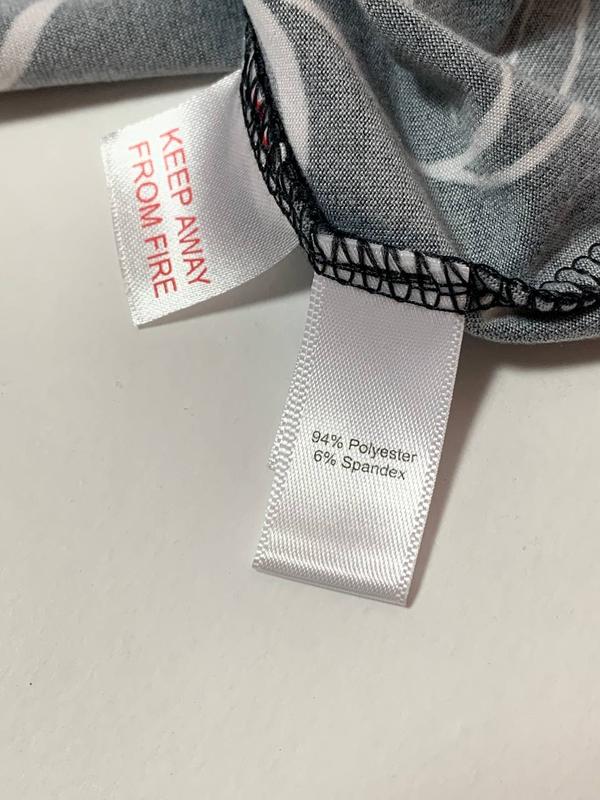 KEEP AWAY
FROM FIRE
94% Polyester
6% Spandex